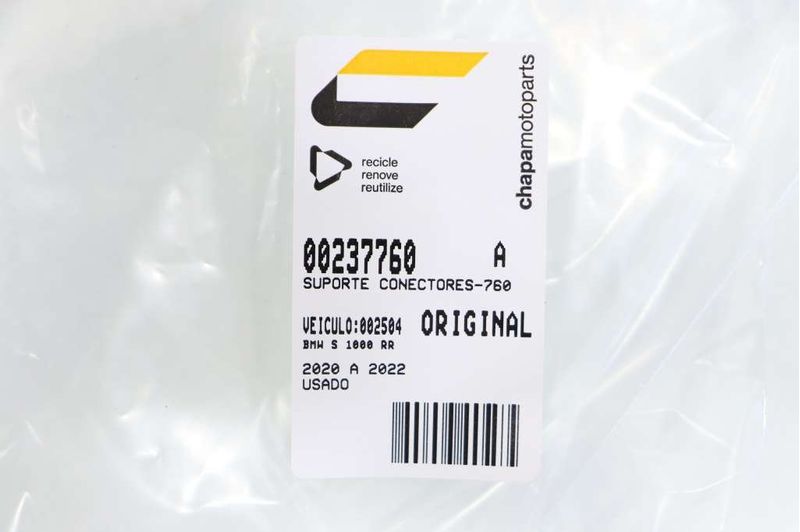 chapamotoparts
recicle
renove
reutilize
00237760 A
SUPORTE CONECTORES-760
VEICULO:002504 ORIGINAL
BMW S 1000 RR
2020 A 2022
USADO